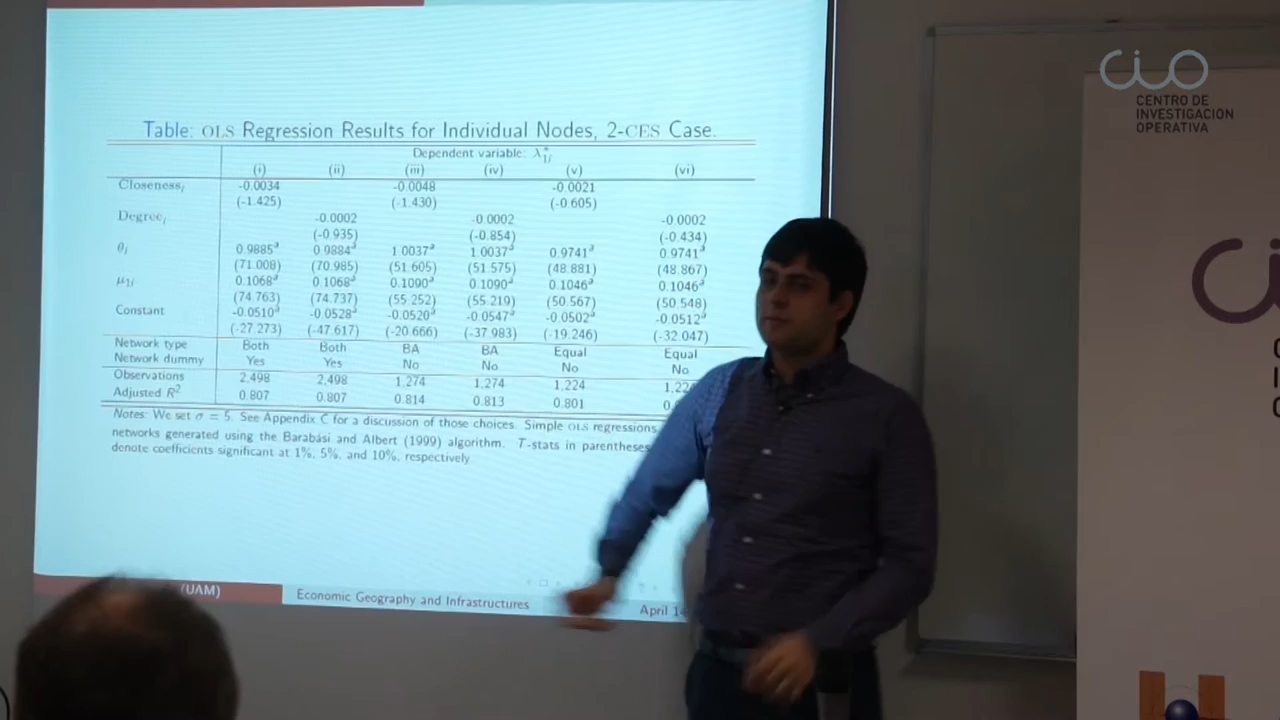 CIO
CENTRO DE
INVESTIGACION
OPERATIVA
Table: OLS Regression Results for Individual Nodes, 2-CES Case.
Dependent variable: λ*₁ᵢ
(i) (ii) (iii) (iv) (v) (vi)
Closenessᵢ -0.0034 -0.0048 -0.0021
(-1.425) (-1.430) (-0.605)
Degreeᵢ -0.0002 -0.0002 -0.0002
(-0.935) (-0.854) (-0.434)
θᵢ 0.9885ᵃ 0.9884ᵃ 1.0037ᵃ 1.0037ᵃ 0.9741ᵃ 0.9741ᵃ
(71.008) (70.985) (51.605) (51.575) (48.881) (48.867)
μ₁ᵢ 0.1068ᵃ 0.1068ᵃ 0.1090ᵃ 0.1090ᵃ 0.1046ᵃ 0.1046ᵃ
(74.763) (74.737) (55.252) (55.219) (50.567) (50.548)
Constant -0.0510ᵃ -0.0528ᵃ -0.0520ᵃ -0.0547ᵃ -0.0502ᵃ -0.0512ᵃ
(-27.273) (-47.617) (-20.666) (-37.983) (-19.246) (-32.047)
Network type Both Both BA BA Equal Equal
Network dummy Yes Yes No No No No
Observations 2,498 2,498 1,274 1,274 1,224 1,22
Adjusted R² 0.807 0.807 0.814 0.813 0.801 0
Notes: We set σ = 5. See Appendix C for a discussion of those choices. Simple OLS regressions,
networks generated using the Barabási and Albert (1999) algorithm. T-stats in parentheses
denote coefficients significant at 1%, 5%, and 10%, respectively
(UAM) Economic Geography and Infrastructures April 14